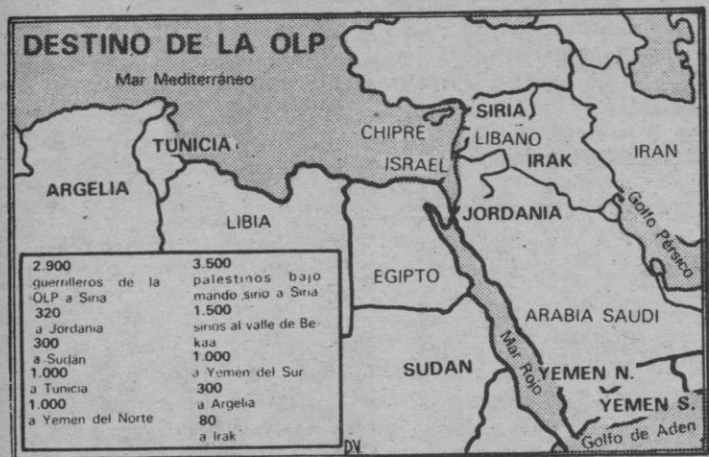 DESTINO DE LA OLP
Mar Mediterráneo
SIRIA
CHIPRE
LIBANO
TUNICIA
ISRAEL
IRAK
IRAN
ARGELIA
JORDANIA
LIBIA
Golfo Pérsico
EGIPTO
ARABIA SAUDI
SUDAN
Mar Rojo
YEMEN N.
YEMEN S.
Golfo de Aden
2.900
guerrilleros de la
OLP a Siria
320
a Jordania
300
a Sudán
1.000
a Tunicia
1.000
a Yemen del Norte
3.500
palestinos bajo
mando sirio a Siria
1.500
sirios al valle de Be-
kaa
1.000
a Yemen del Sur
300
a Argelia
80
a Irak
DV